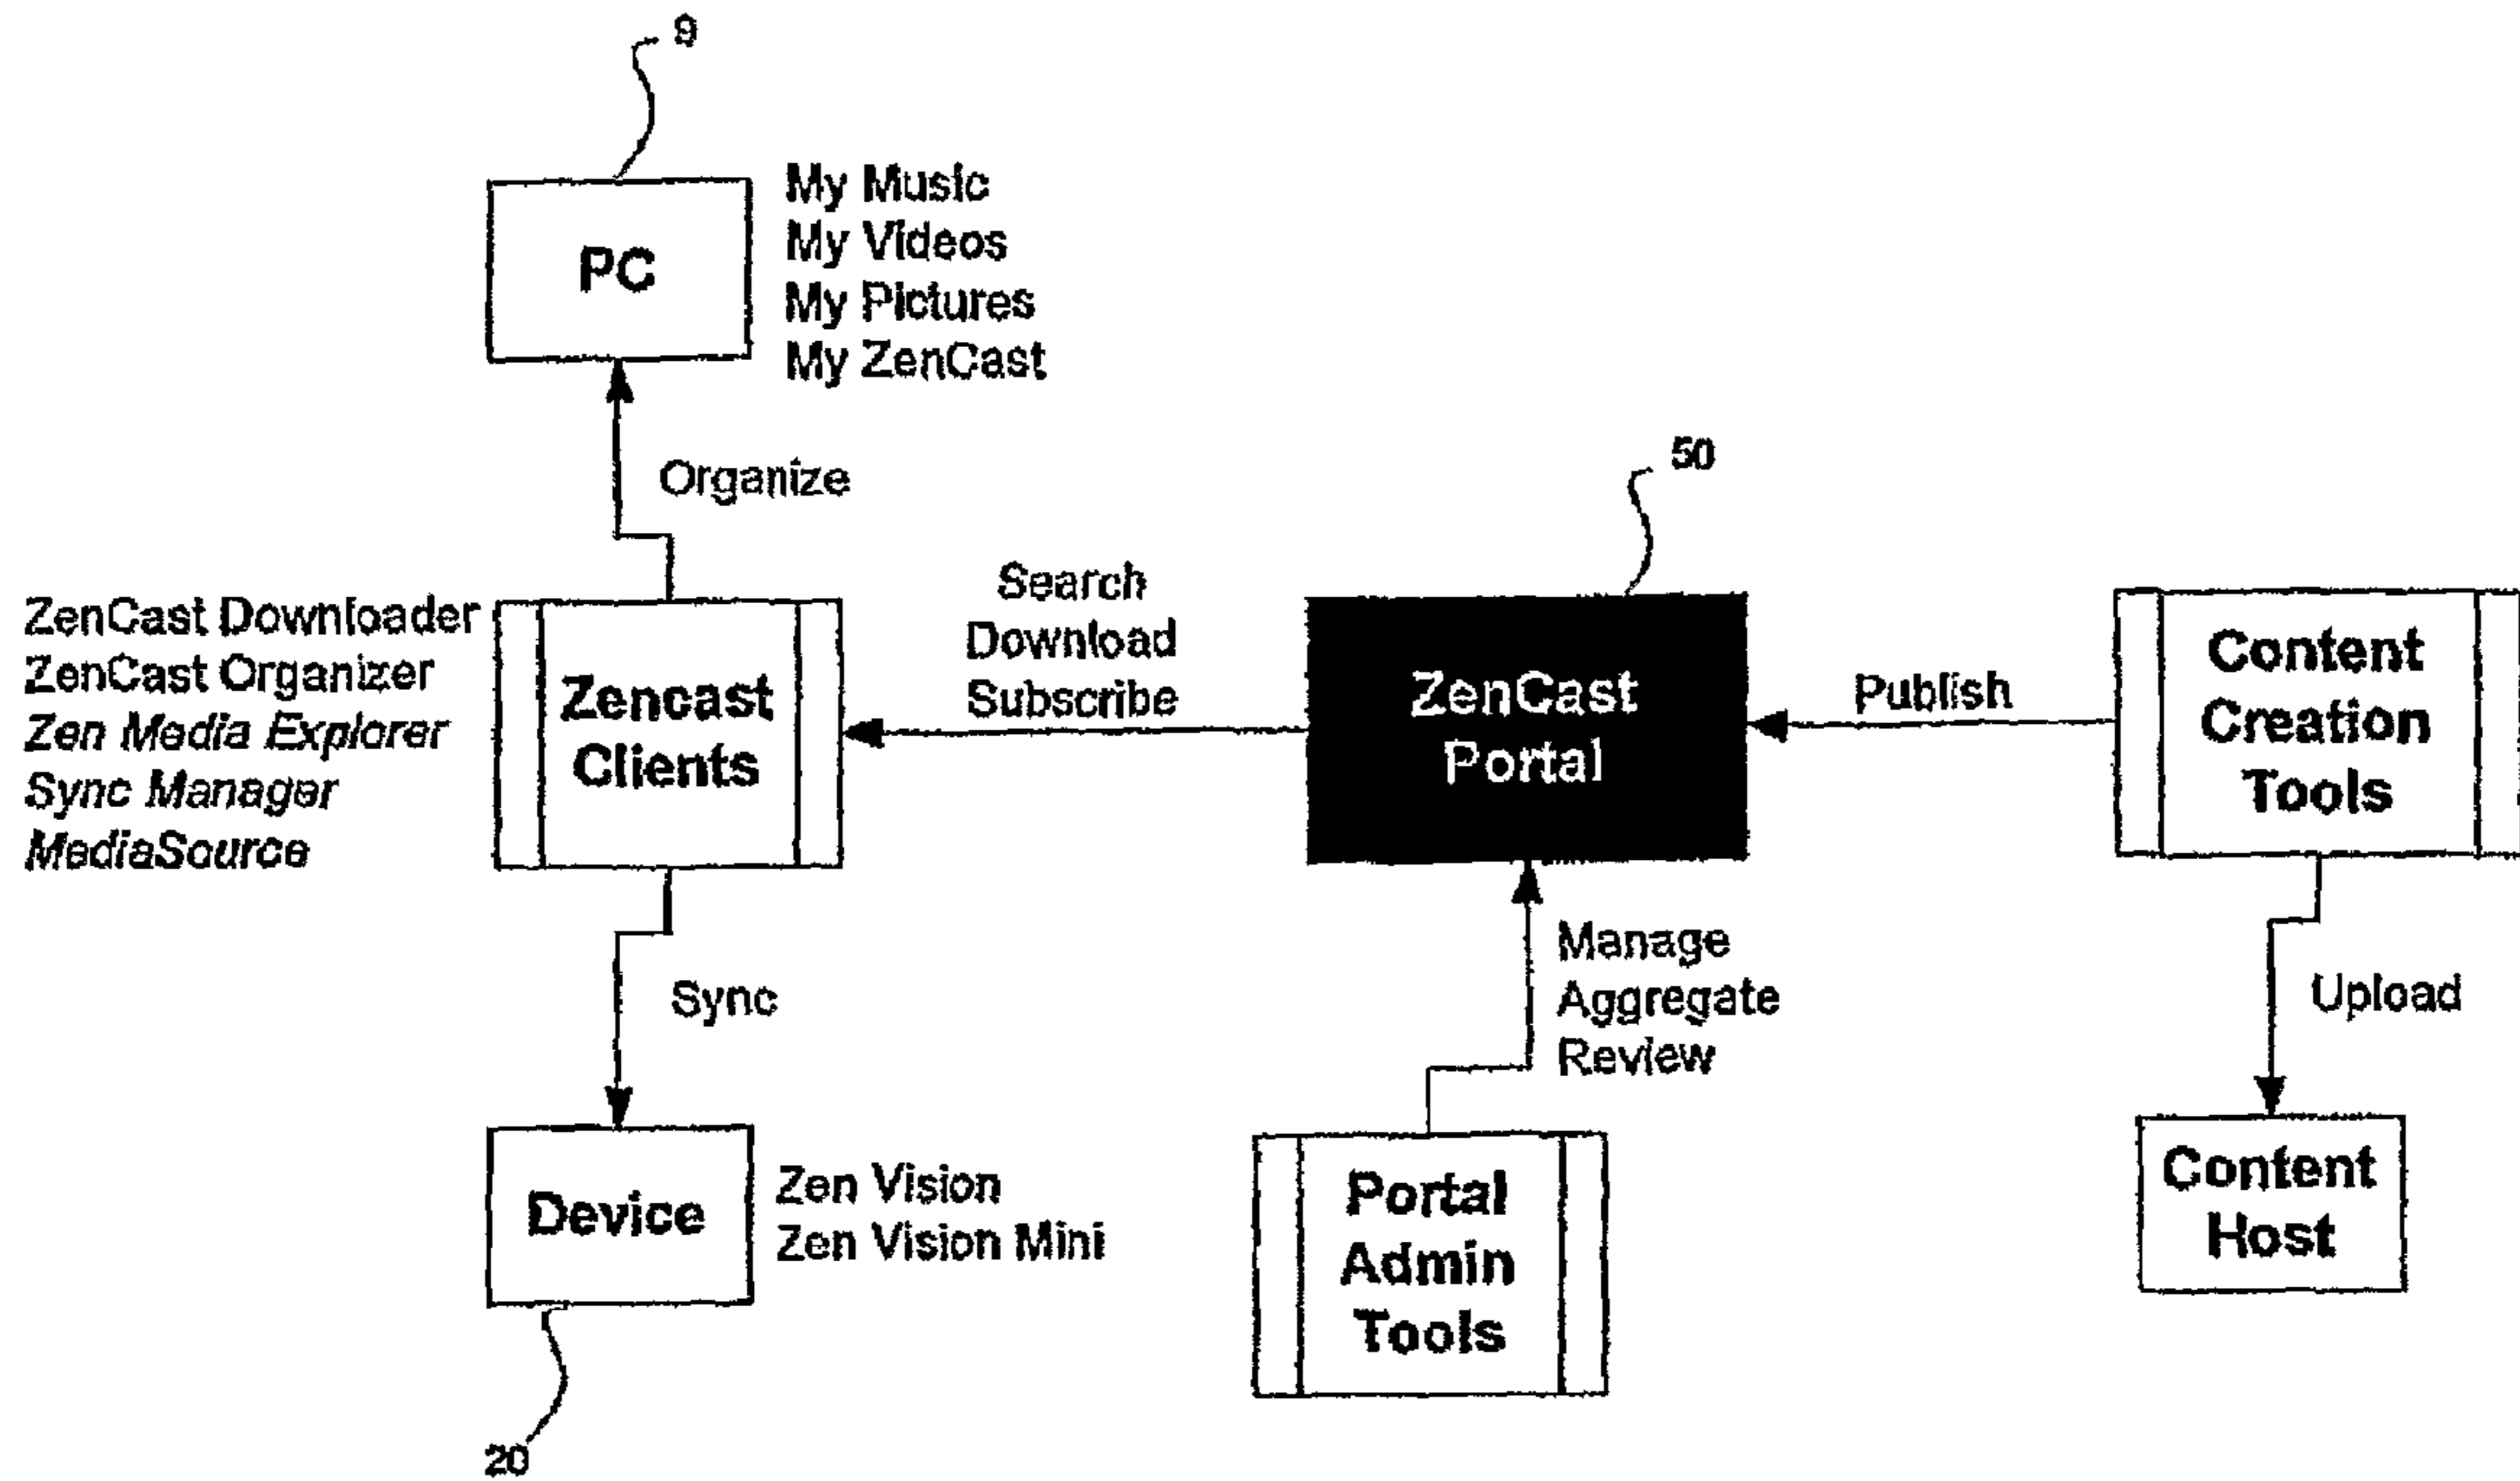 9
PC
My Music
My Videos
My Pictures
My ZenCast
Organize
50
ZenCast Downloader
ZenCast Organizer
Zen Media Explorer
Sync Manager
MediaSource
Zencast
Clients
Search
Download
Subscribe
ZenCast
Portal
Publish
Content
Creation
Tools
Sync
Manage
Aggregate
Review
Upload
Device
Zen Vision
Zen Vision Mini
20
Portal
Admin
Tools
Content
Host